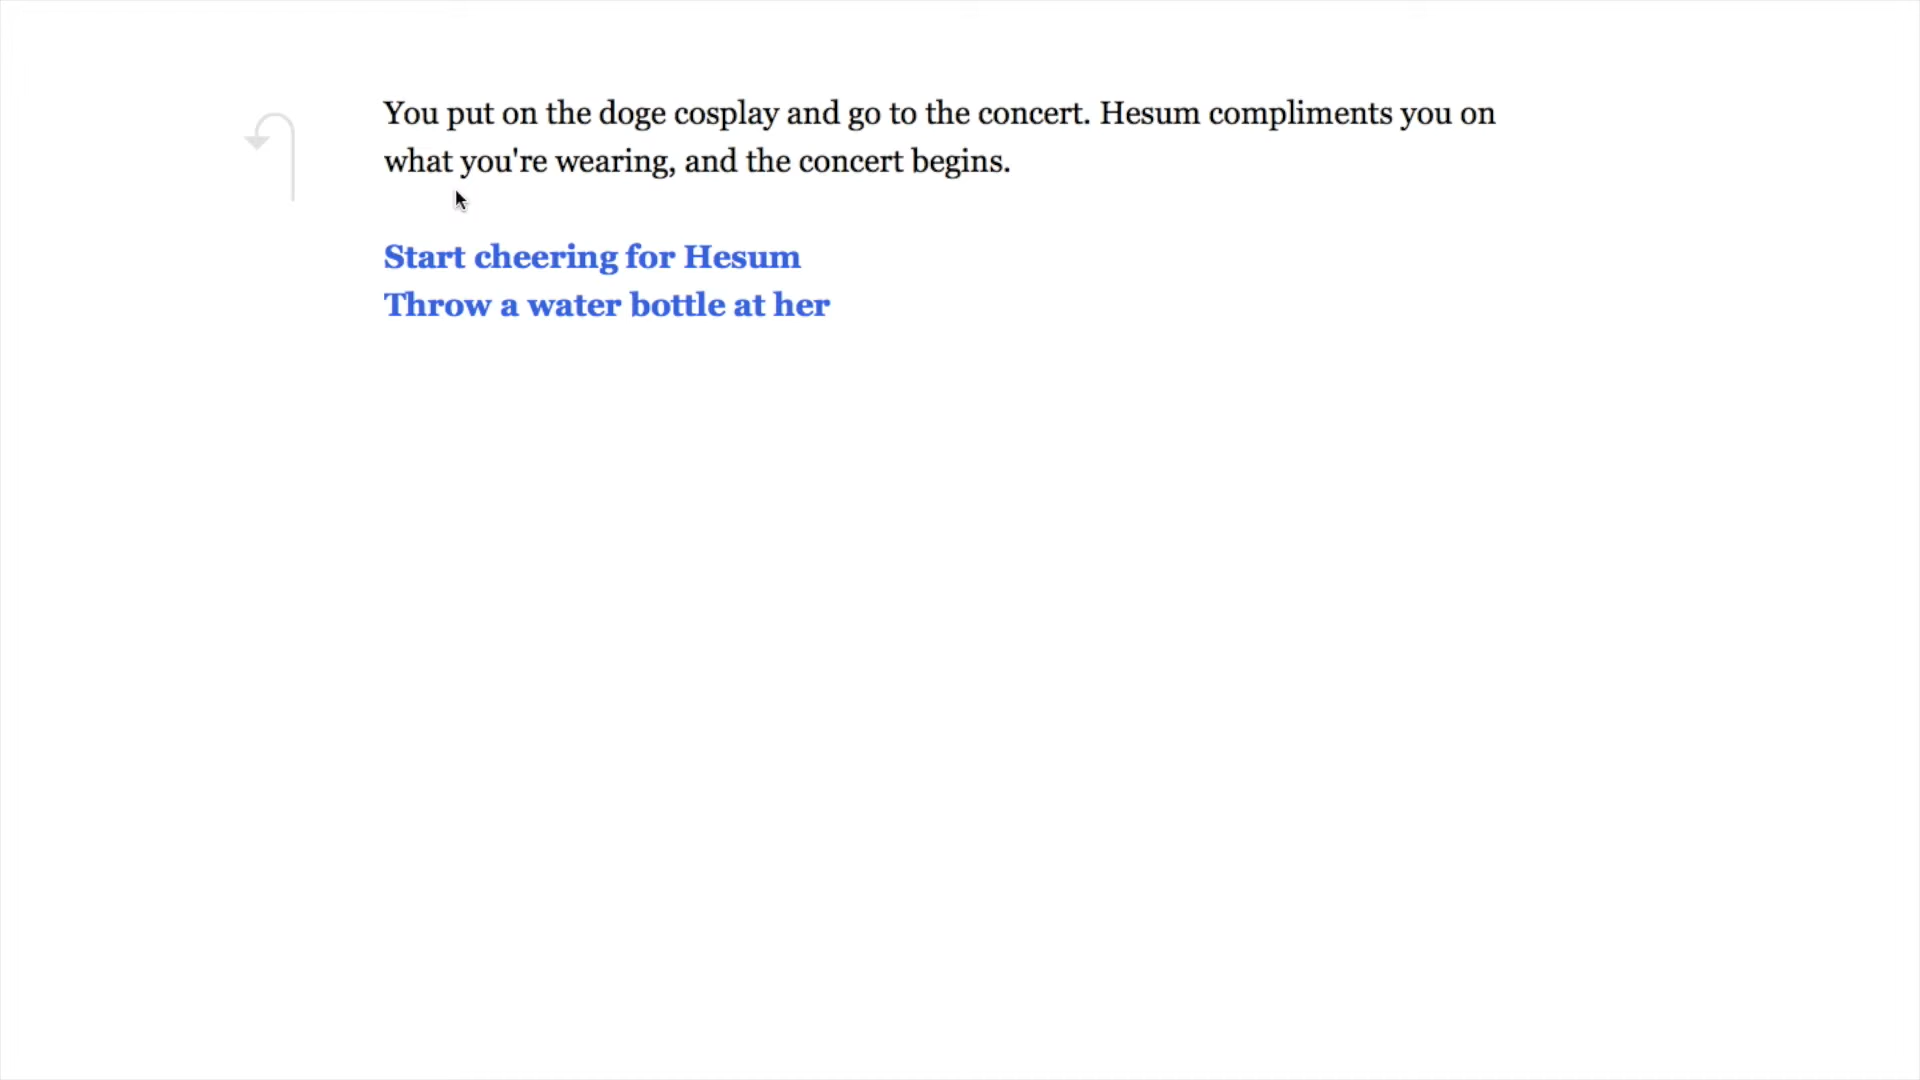 You put on the doge cosplay and go to the concert. Hesum compliments you on
what you're wearing, and the concert begins.
Start cheering for Hesum
Throw a water bottle at her